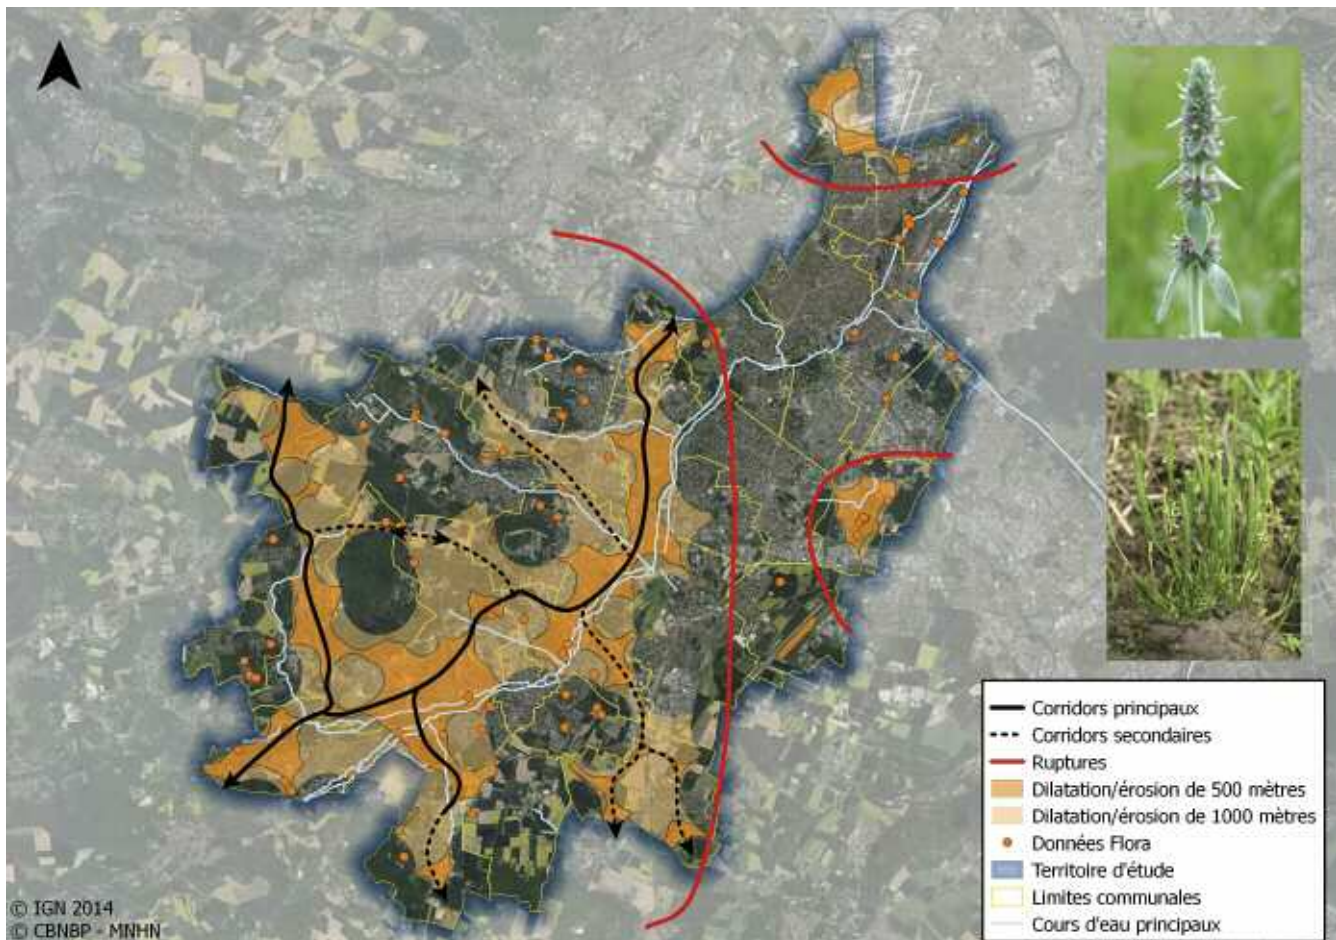 Corridors principaux
Corridors secondaires
Ruptures
Dilatation/érosion de 500 mètres
Dilatation/érosion de 1000 mètres
Données Flora
Territoire d'étude
Limites communales
Cours d'eau principaux
© IGN 2014
© CBNBP - MNHN